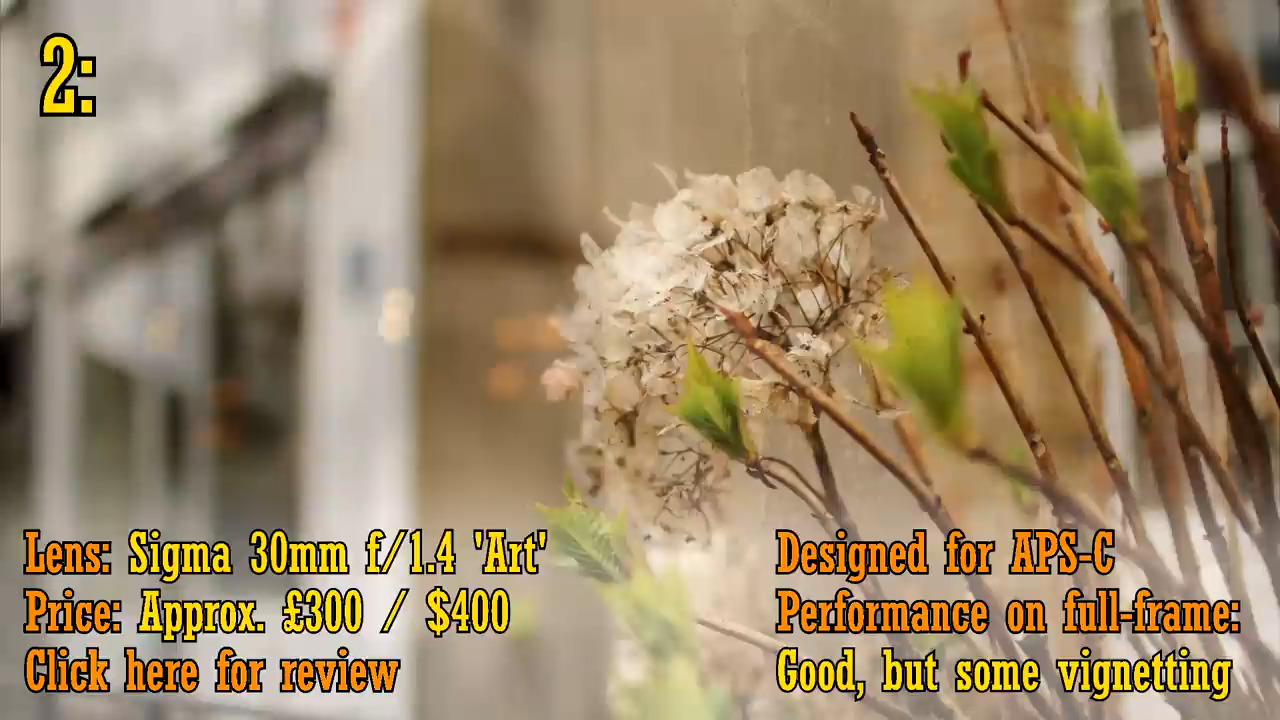 2:
Lens: Sigma 30mm f/1.4 'Art'
Price: Approx. £300 / $400
Click here for review
Designed for APS-C
Performance on full-frame:
Good, but some vignetting